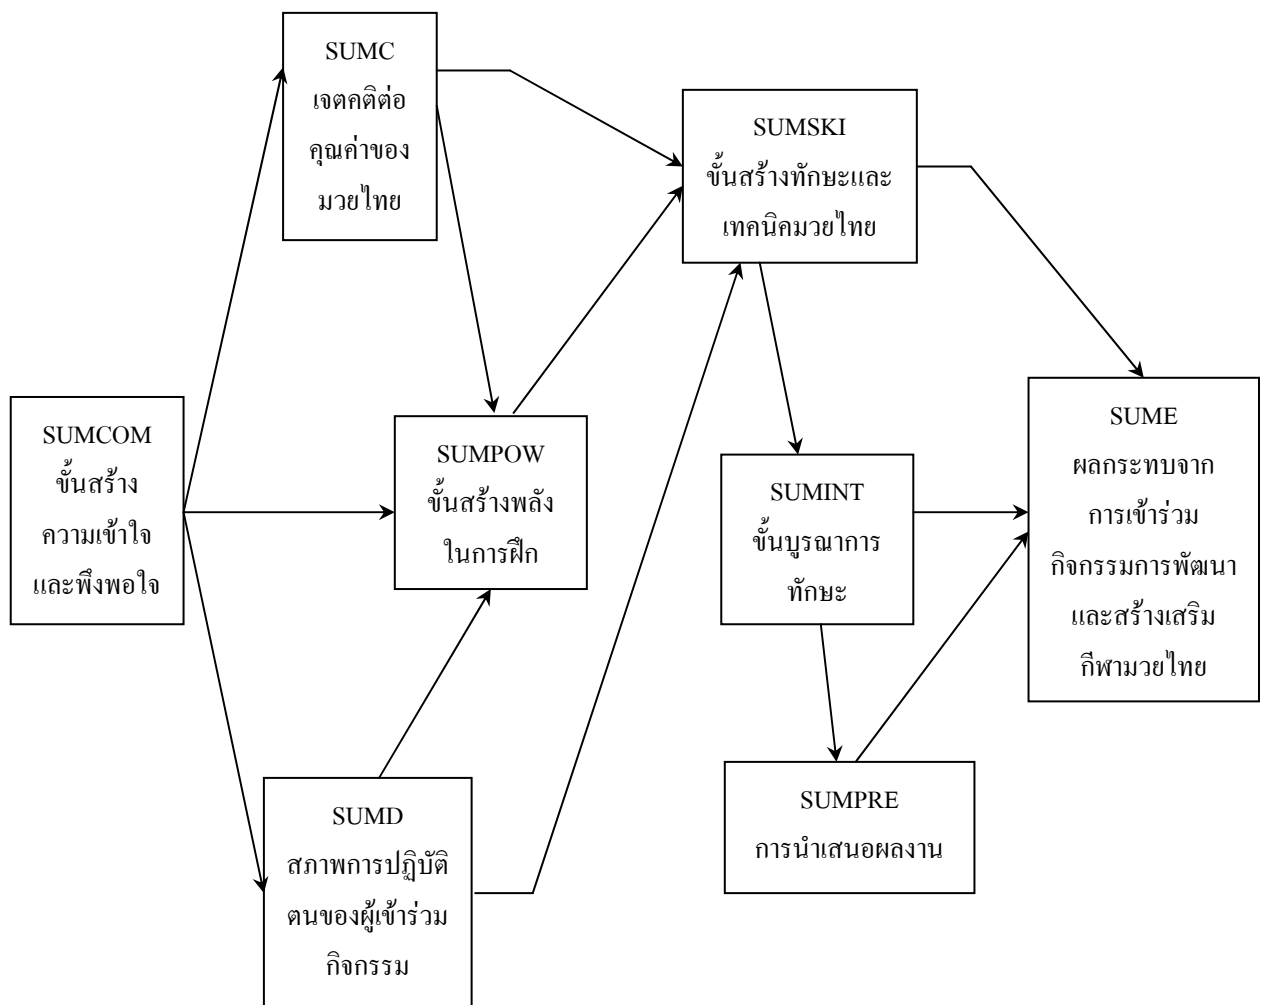 SUMC
เจตคติต่อ
คุณค่าของ
มวยไทย
SUMSKI
ขั้นสร้างทักษะและ
เทคนิคมวยไทย
SUMCOM
ขั้นสร้าง
ความเข้าใจ
และพึงพอใจ
SUMPOW
ขั้นสร้างพลัง
ในการฝึก
SUMINT
ขั้นบูรณาการ
ทักษะ
SUME
ผลกระทบจาก
การเข้าร่วม
กิจกรรมการพัฒนา
และสร้างเสริม
กีฬามวยไทย
SUMD
สภาพการปฏิบัติ
ตนของผู้เข้าร่วม
กิจกรรม
SUMPRE
การนำเสนอผลงาน